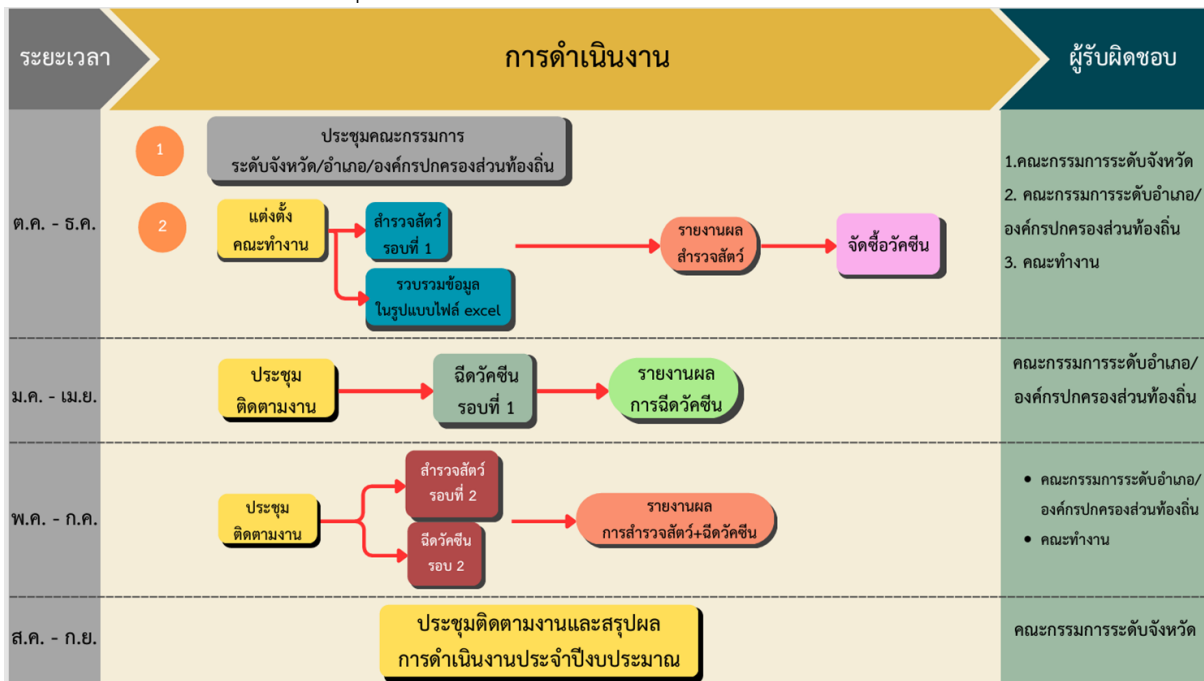 ระยะเวลา
การดำเนินงาน
ผู้รับผิดชอบ
ต.ค. - ธ.ค.
1
ประชุมคณะกรรมการ
ระดับจังหวัด/อำเภอ/องค์กรปกครองส่วนท้องถิ่น
2
แต่งตั้ง
คณะทำงาน
สำรวจสัตว์
รอบที่ 1
รวบรวมข้อมูล
ในรูปแบบไฟล์ excel
รายงานผล
สำรวจสัตว์
จัดซื้อวัคซีน
1.คณะกรรมการระดับจังหวัด
2. คณะกรรมการระดับอำเภอ/
องค์กรปกครองส่วนท้องถิ่น
3. คณะทำงาน
ม.ค. - เม.ย.
ประชุม
ติดตามงาน
ฉีดวัคซีน
รอบที่ 1
รายงานผล
การฉีดวัคซีน
คณะกรรมการระดับอำเภอ/
องค์กรปกครองส่วนท้องถิ่น
พ.ค. - ก.ค.
ประชุม
ติดตามงาน
สำรวจสัตว์
รอบที่ 2
ฉีดวัคซีน
รอบ 2
รายงานผล
การสำรวจสัตว์+ฉีดวัคซีน
• คณะกรรมการระดับอำเภอ/
องค์กรปกครองส่วนท้องถิ่น
• คณะทำงาน
ส.ค. - ก.ย.
ประชุมติดตามงานและสรุปผล
การดำเนินงานประจำปีงบประมาณ
คณะกรรมการระดับจังหวัด